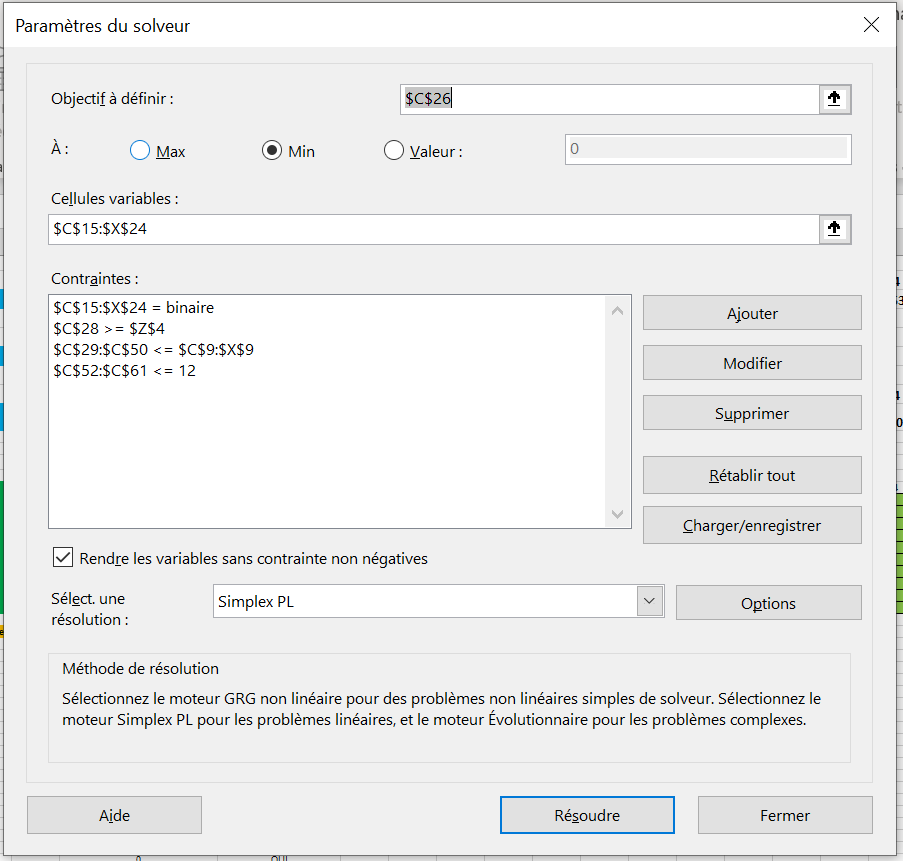 Paramètres du solveur
Objectif à définir :
$C$26
À :
Max
Min
Valeur :
0
Cellules variables :
$C$15:$X$24
Contraintes :
$C$15:$X$24 = binaire
$C$28 >= $Z$4
$C$29:$C$50 <= $C$9:$X$9
$C$52:$C$61 <= 12
Ajouter
Modifier
Supprimer
Rétablir tout
Charger/enregistrer
Rendre les variables sans contrainte non négatives
Sélect. une
résolution :
Simplex PL
Options
Méthode de résolution
Sélectionnez le moteur GRG non linéaire pour des problèmes non linéaires simples de solveur. Sélectionnez le
moteur Simplex PL pour les problèmes linéaires, et le moteur Évolutionnaire pour les problèmes complexes.
Aide
Résoudre
Fermer